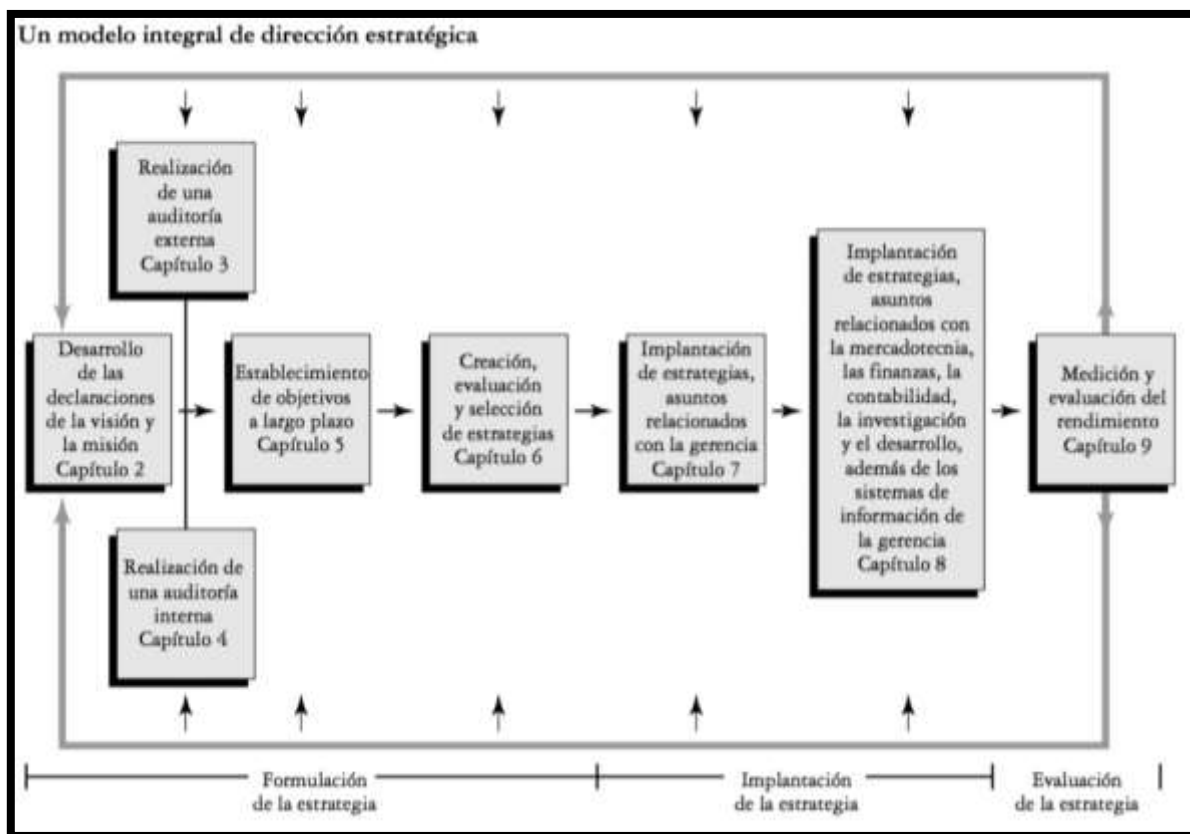 Un modelo integral de dirección estratégica
Realización
de una
auditoría
externa
Capítulo 3
Desarrollo
de las
declaraciones
de la visión y
la misión
Capítulo 2
Realización de
una auditoría
interna
Capítulo 4
Establecimiento
de objetivos
a largo plazo
Capítulo 5
Creación,
evaluación
y selección
de estrategias
Capítulo 6
Implantación
de estrategias,
asuntos
relacionados
con la gerencia
Capítulo 7
Implantación
de estrategias,
asuntos
relacionados con
la mercadotecnia,
las finanzas, la
contabilidad,
la investigación
y el desarrollo,
además de los
sistemas de
información de
la gerencia
Capítulo 8
Medición y
evaluación del
rendimiento
Capítulo 9
Formulación
de la estrategia
Implantación
de la estrategia
Evaluación
de la estrategia